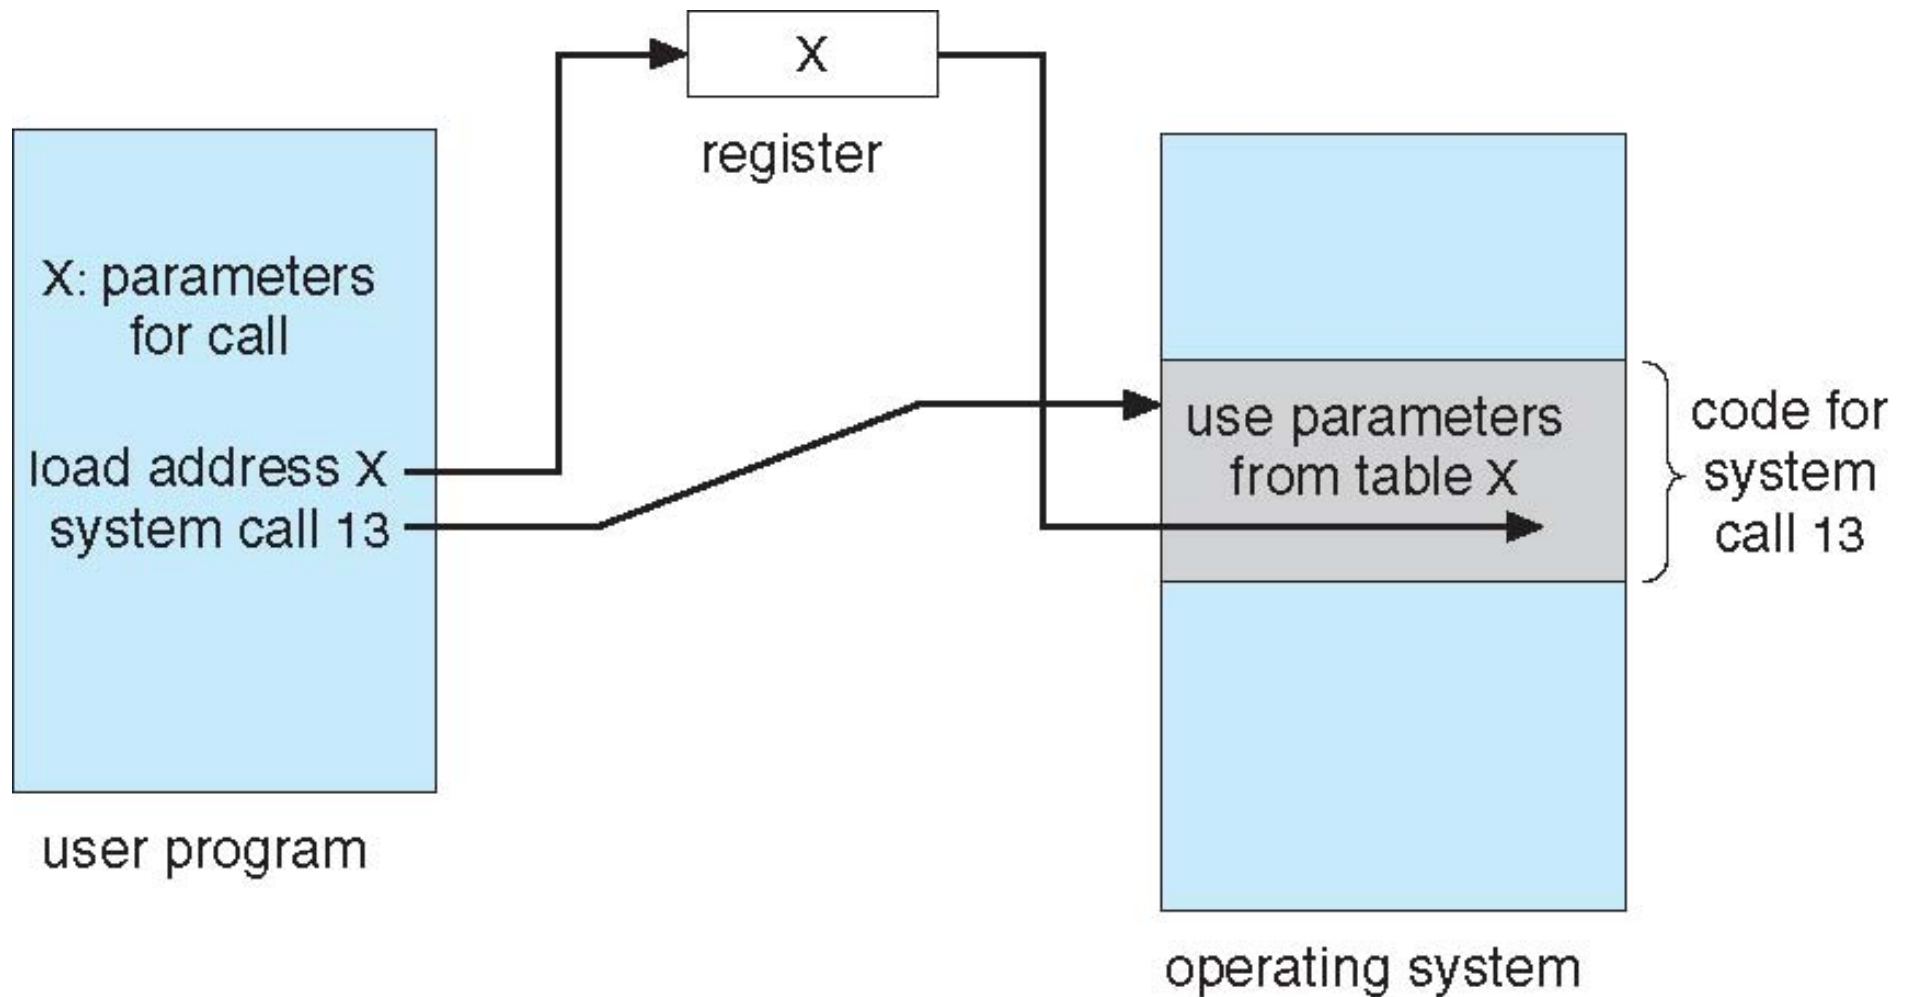 X
register
X: parameters
for call
load address X
system call 13
user program
use parameters
from table X
code for
system
call 13
operating system